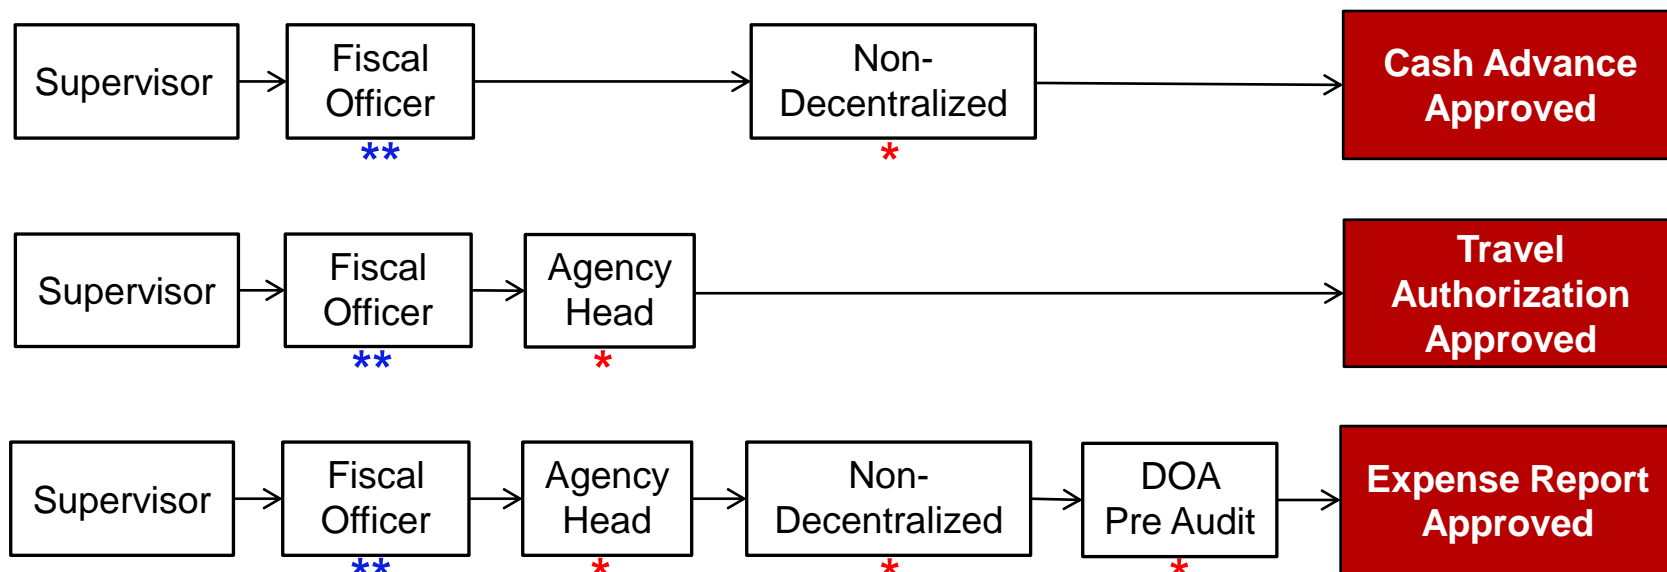 Supervisor
Fiscal
Officer
**
Non-
Decentralized
*
Cash Advance
Approved
Supervisor
Fiscal
Officer
**
Agency
Head
*
Travel
Authorization
Approved
Supervisor
Fiscal
Officer
**
Agency
Head
*
Non-
Decentralized
*
DOA
Pre Audit
*
Expense Report
Approved